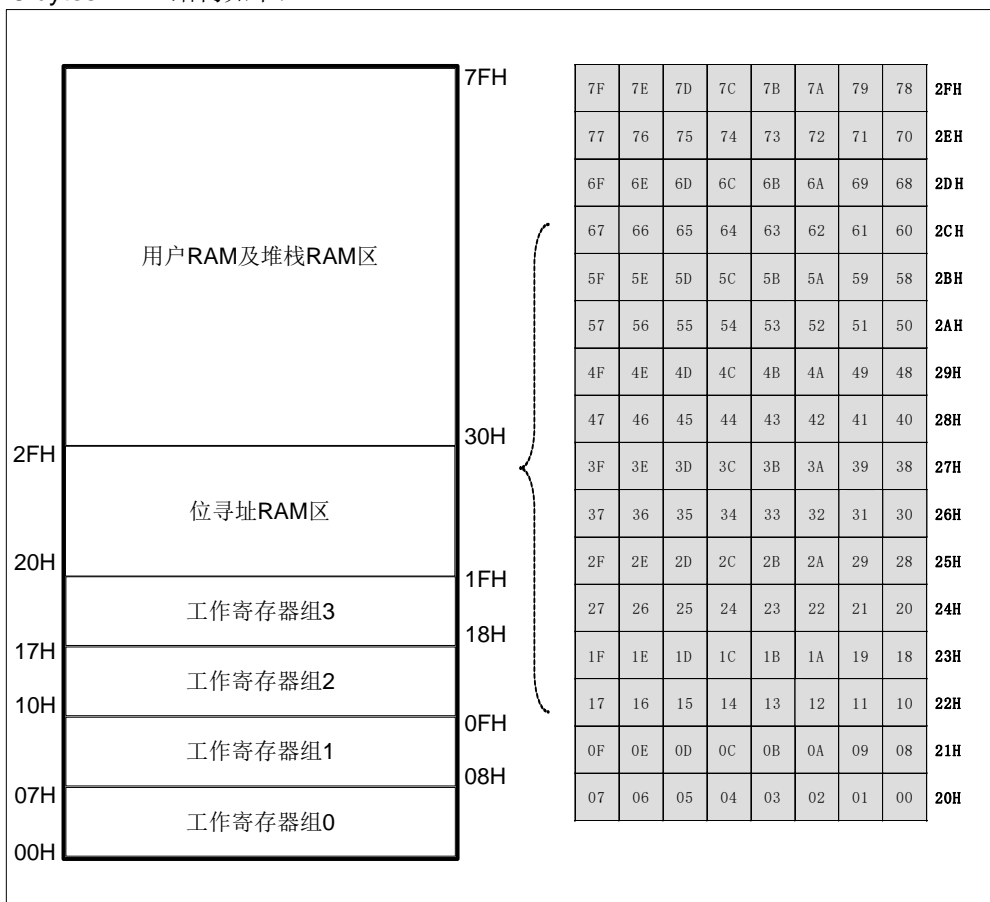 7FH
用户RAM及堆栈RAM区
30H
2FH
位寻址RAM区
20H
1FH
工作寄存器组3
18H
17H
工作寄存器组2
10H
0FH
工作寄存器组1
08H
07H
工作寄存器组0
00H
7F 7E 7D 7C 7B 7A 79 78 2FH
77 76 75 74 73 72 71 70 2EH
6F 6E 6D 6C 6B 6A 69 68 2DH
67 66 65 64 63 62 61 60 2CH
5F 5E 5D 5C 5B 5A 59 58 2BH
57 56 55 54 53 52 51 50 2AH
4F 4E 4D 4C 4B 4A 49 48 29H
47 46 45 44 43 42 41 40 28H
3F 3E 3D 3C 3B 3A 39 38 27H
37 36 35 34 33 32 31 30 26H
2F 2E 2D 2C 2B 2A 29 28 25H
27 26 25 24 23 22 21 20 24H
1F 1E 1D 1C 1B 1A 19 18 23H
17 16 15 14 13 12 11 10 22H
0F 0E 0D 0C 0B 0A 09 08 21H
07 06 05 04 03 02 01 00 20H